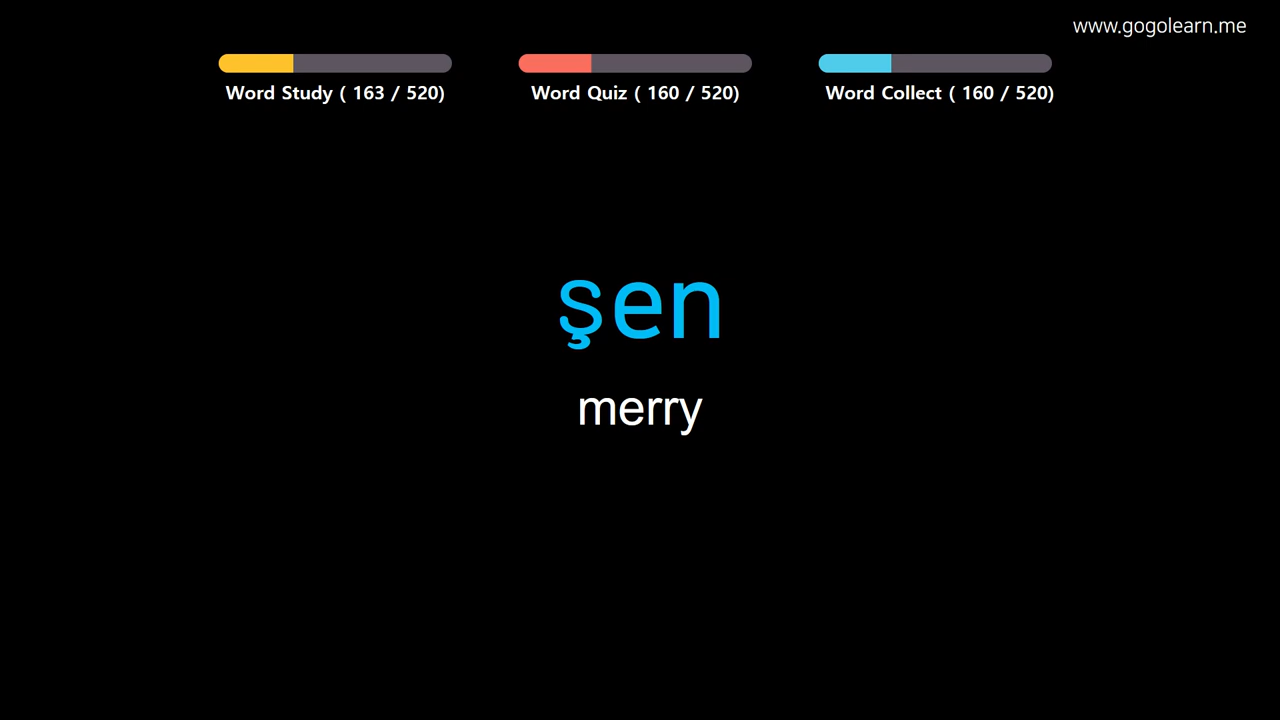 www.gogolearn.me
Word Study ( 163 / 520)
Word Quiz ( 160 / 520)
Word Collect ( 160 / 520)
şen
merry